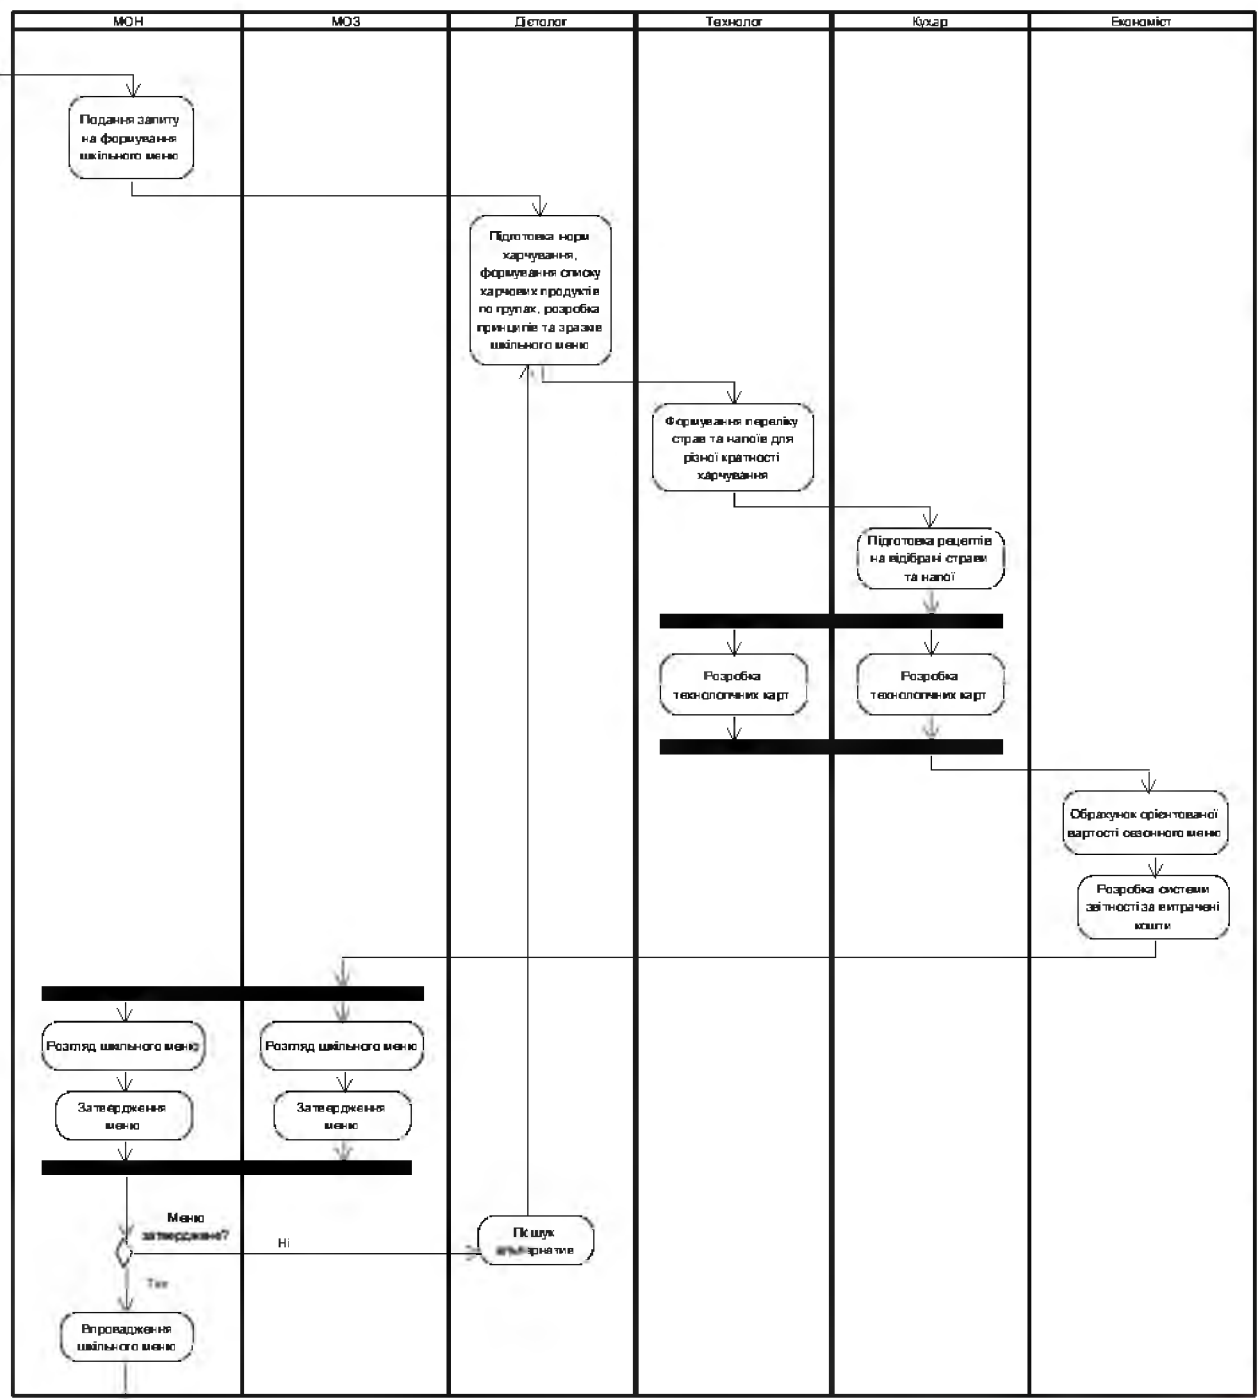 МОН
МОЗ
Дієтолог
Технолог
Кухар
Економіст
Подання запиту
на формування
шкільного меню
Підготовка норм
харчування,
формування списку
харчових продуктів
по групах, розробка
принципів та зразків
шкільного меню
Формування переліку
страв та напоїв для
різної кратності
харчування
Підготовка рецептів
на відібрані страви
та напої
Розробка
технологічних карт
Розробка
технологічних карт
Обрахунок орієнтованої
вартості сезонного меню
Розробка системи
звітності за витрачені
кошти
Розгляд шкільного меню
Розгляд шкільного меню
Затвердження
меню
Затвердження
меню
Меню
затверджене?
Ні
Пошук
альтернатив
Так
Впровадження
шкільного меню